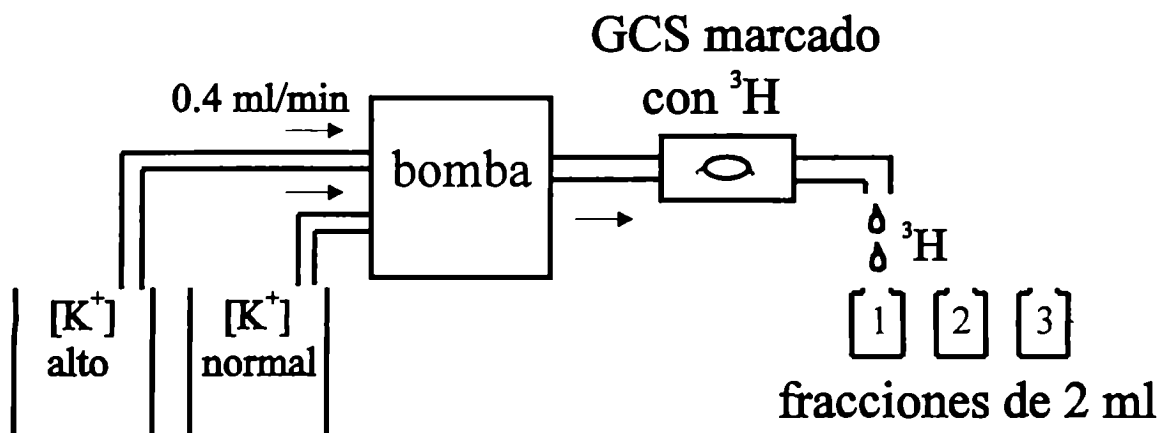 GCS marcado
con ³H
0.4 ml/min
bomba
³H
[K⁺]
alto
[K⁺]
normal
1
2
3
fracciones de 2 ml